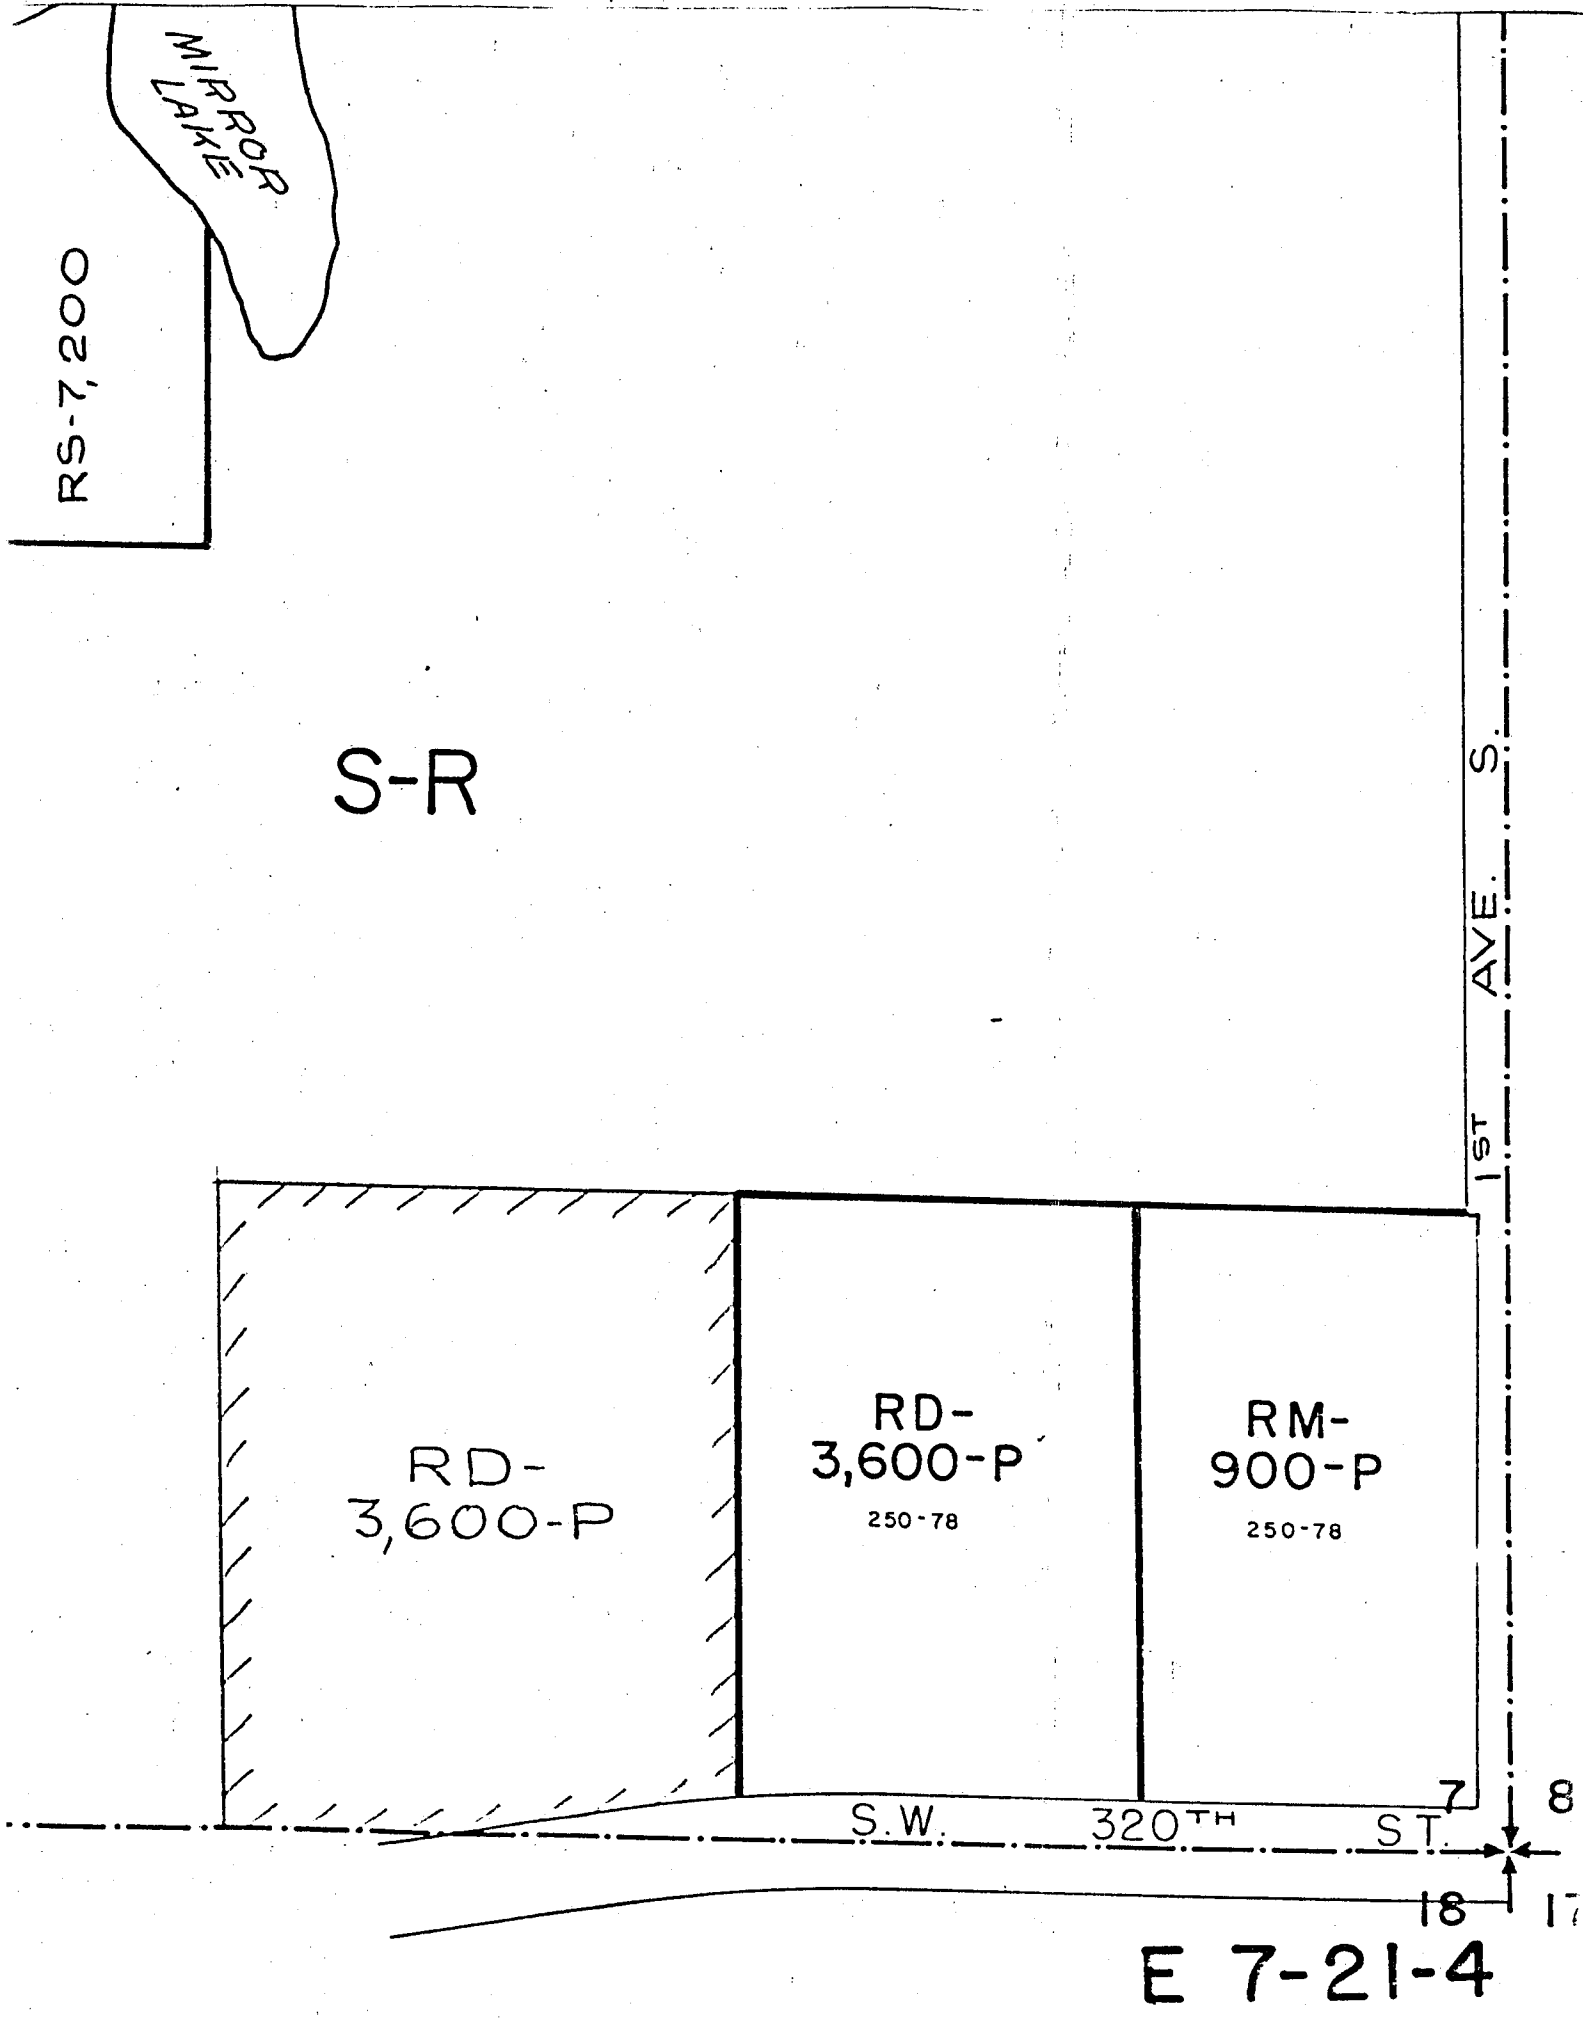 MIRROR
LAKE
RS-7,200
S-R
1ST AVE. S.
RD-
3,600-P
RD-
3,600-P
250-78
RM-
900-P
250-78
7 8
S.W. 320TH ST.
18 17
E 7-21-4